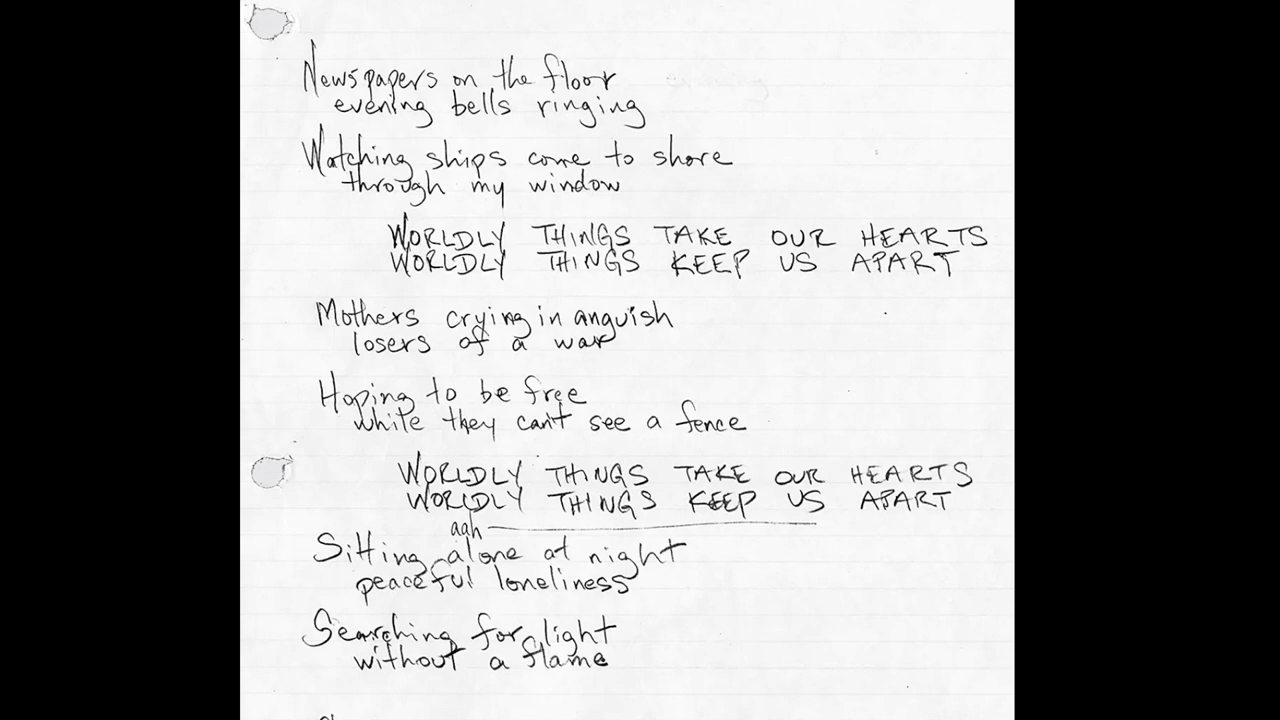 Newspapers on the floor
evening bells ringing
Watching ships come to shore
through my window
WORLDLY THINGS TAKE OUR HEARTS
WORLDLY THINGS KEEP US APART
Mothers crying in anguish
losers of a war
Hoping to be free
while they can't see a fence
WORLDLY THINGS TAKE OUR HEARTS
WORLDLY THINGS KEEP US APART
aah
Sitting alone at night
peaceful loneliness
Searching for light
without a flame